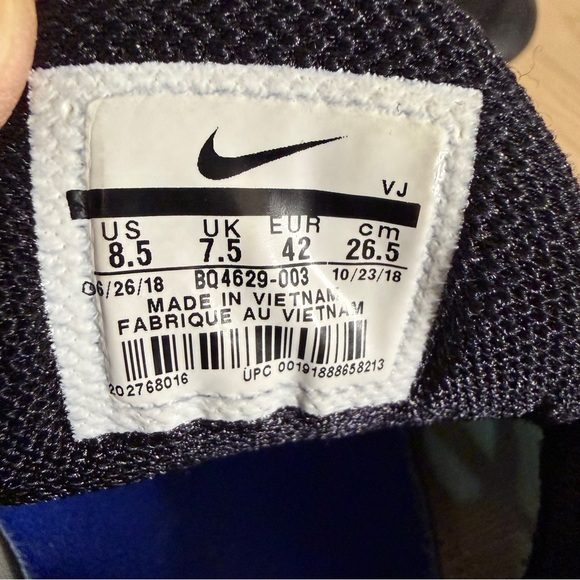 VJ
US UK EUR cm
8.5 7.5 42 26.5
06/26/18 BQ4629-003 10/23/18
MADE IN VIETNAM
FABRIQUE AU VIETNAM
202768016 UPC 00191888658213